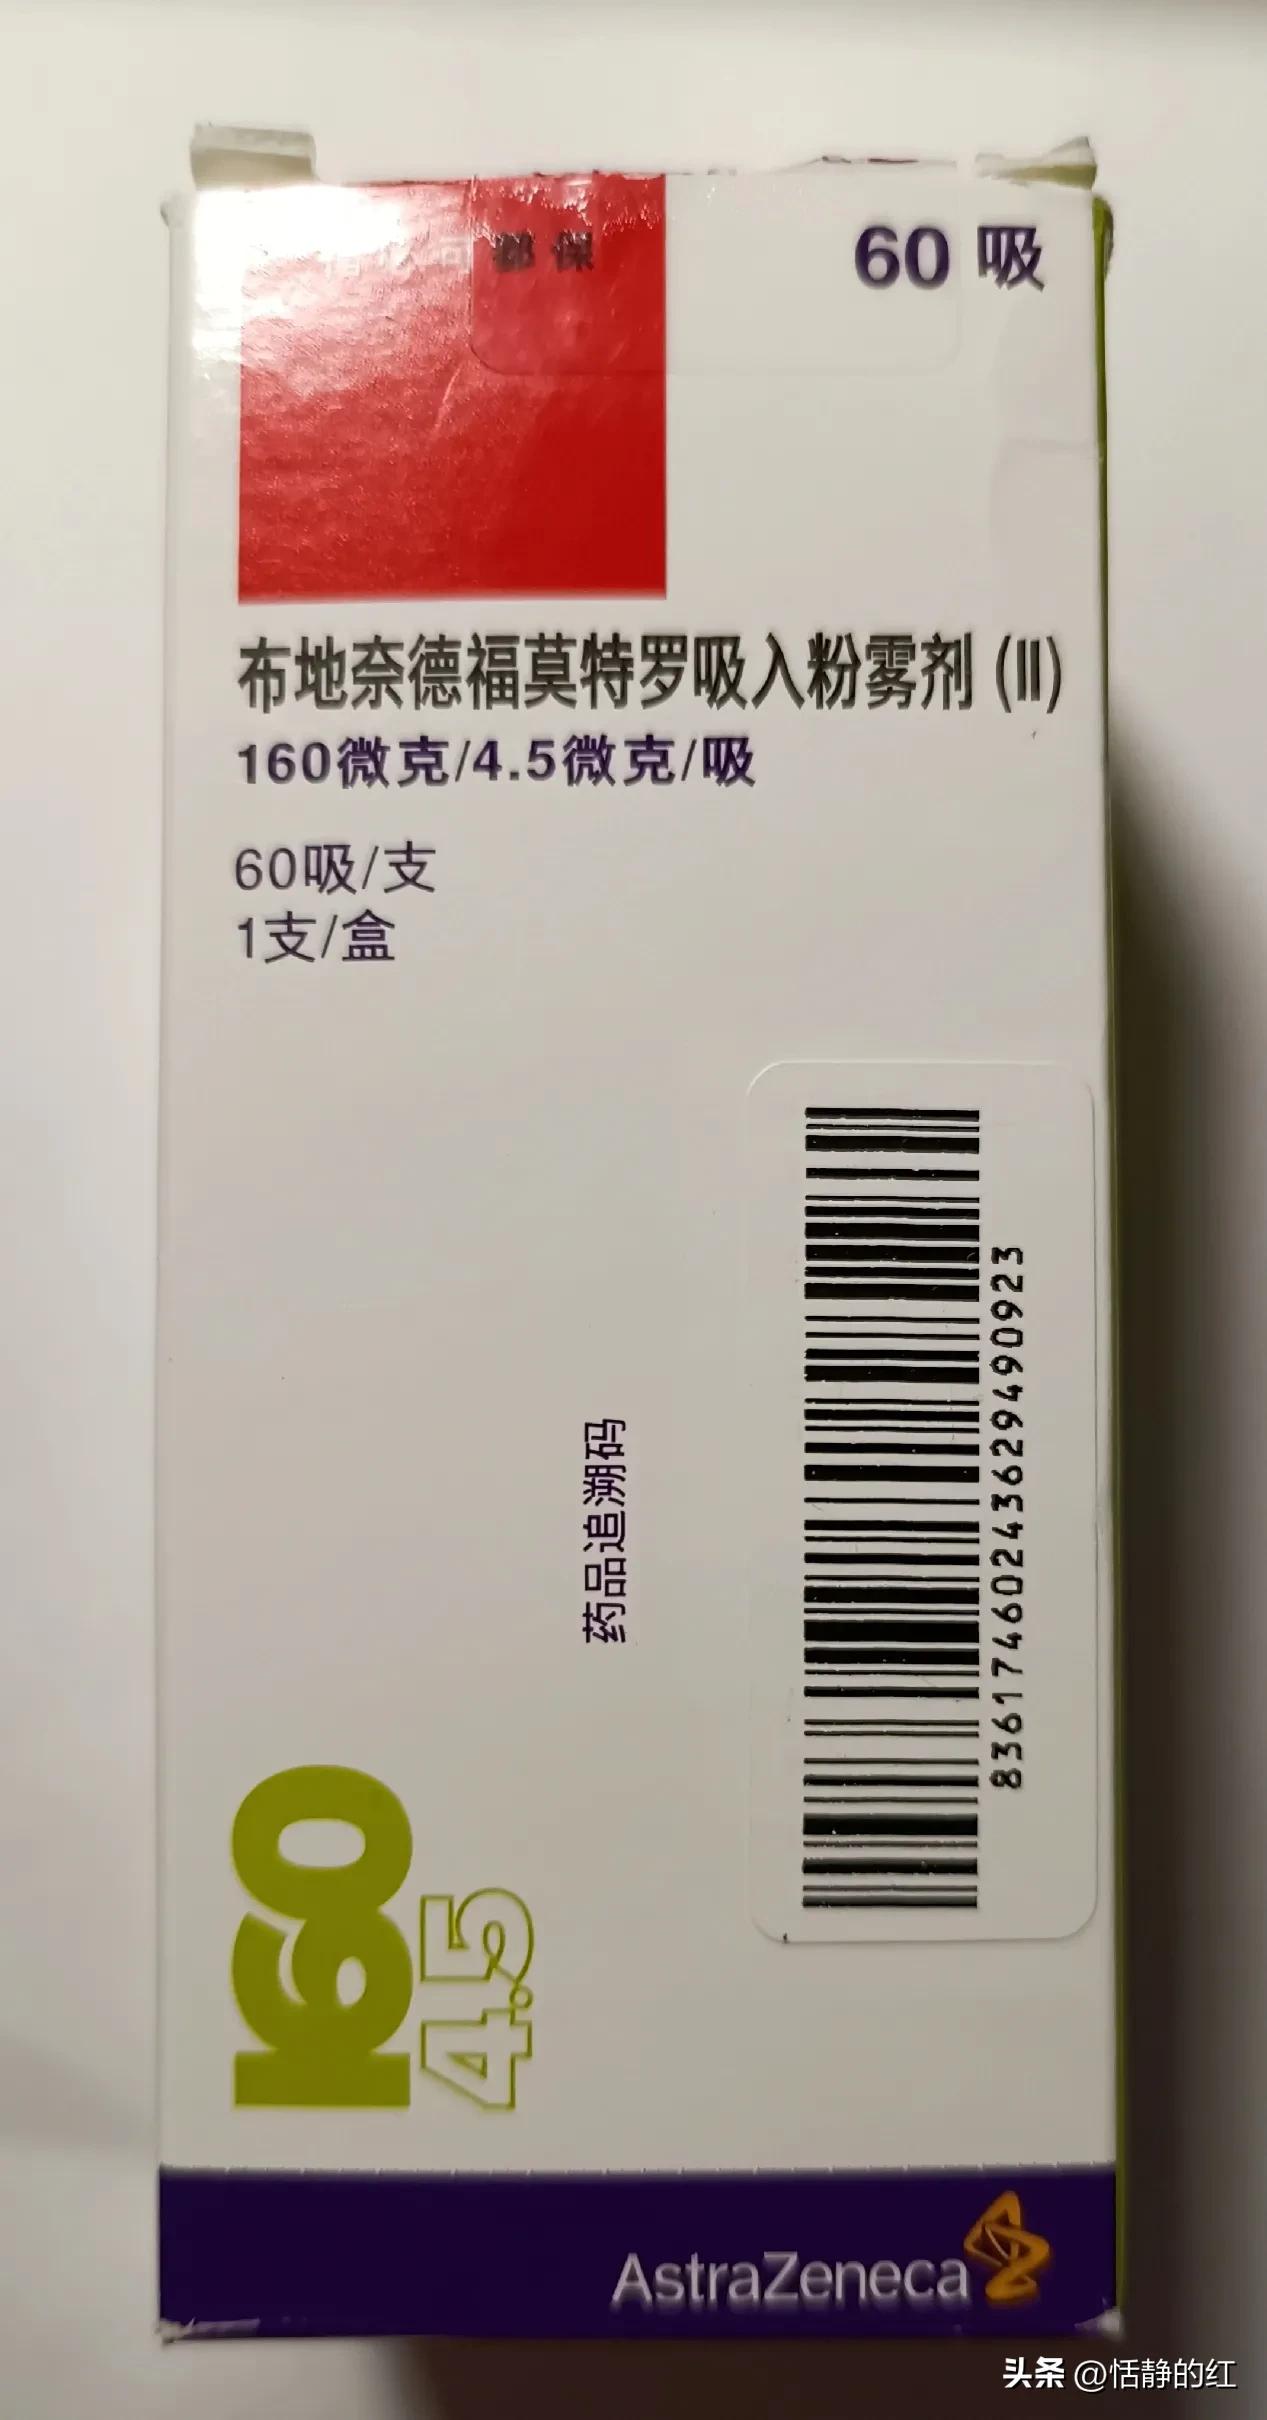 都保
60 吸
布地奈德福莫特罗吸入粉雾剂 (II)
160微克/4.5微克/吸
60吸/支
1支/盒
药品追溯码
83617460243629490923
160
4.5
AstraZeneca
头条 @恬静的红